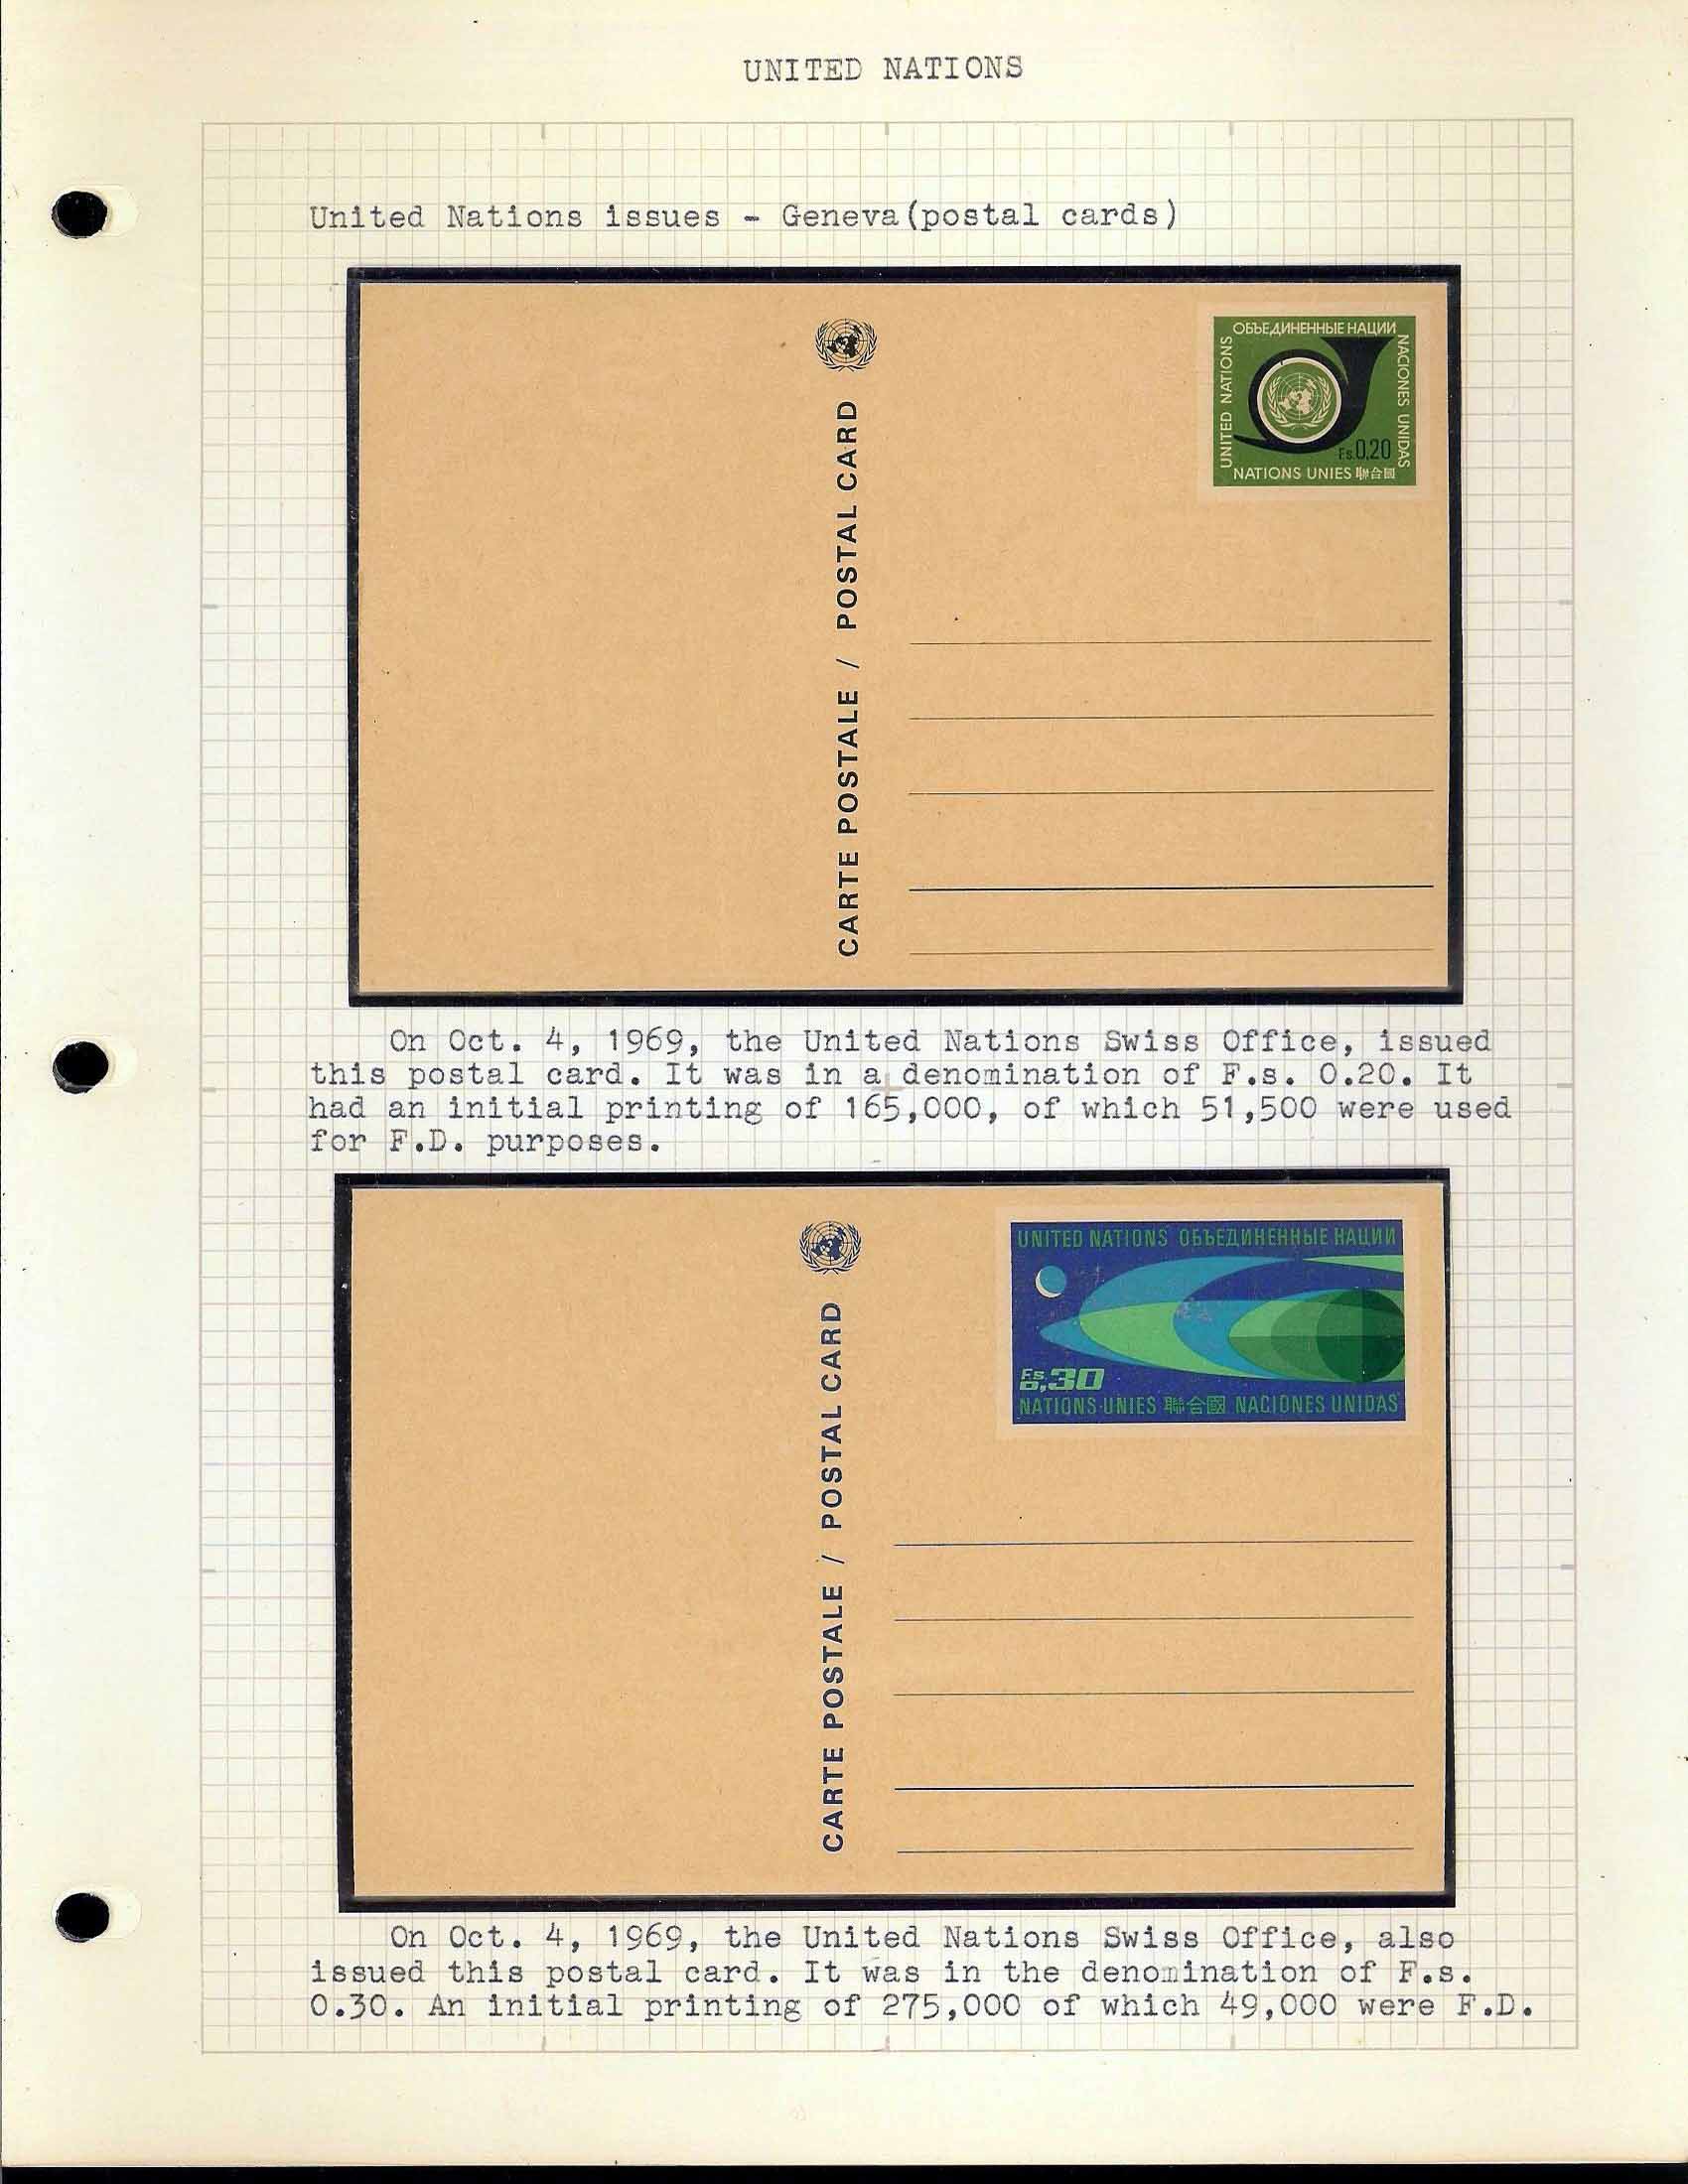 UNITED NATIONS
United Nations issues - Geneva(postal cards)
CARTE POSTALE / POSTAL CARD
ОБЪЕДИНЕННЫЕ НАЦИИ
UNITED NATIONS
NACIONES UNIDAS
F.s.0,20
NATIONS UNIES 聯合國
On Oct. 4, 1969, the United Nations Swiss Office, issued
this postal card. It was in a denomination of F.s. 0.20. It
had an initial printing of 165,000, of which 51,500 were used
for F.D. purposes.
CARTE POSTALE / POSTAL CARD
UNITED NATIONS ОБЪЕДИНЕННЫЕ НАЦИИ
F.s. 0,30
NATIONS·UNIES 聯合國 NACIONES UNIDAS
On Oct. 4, 1969, the United Nations Swiss Office, also
issued this postal card. It was in the denomination of F.s.
0.30. An initial printing of 275,000 of which 49,000 were F.D.